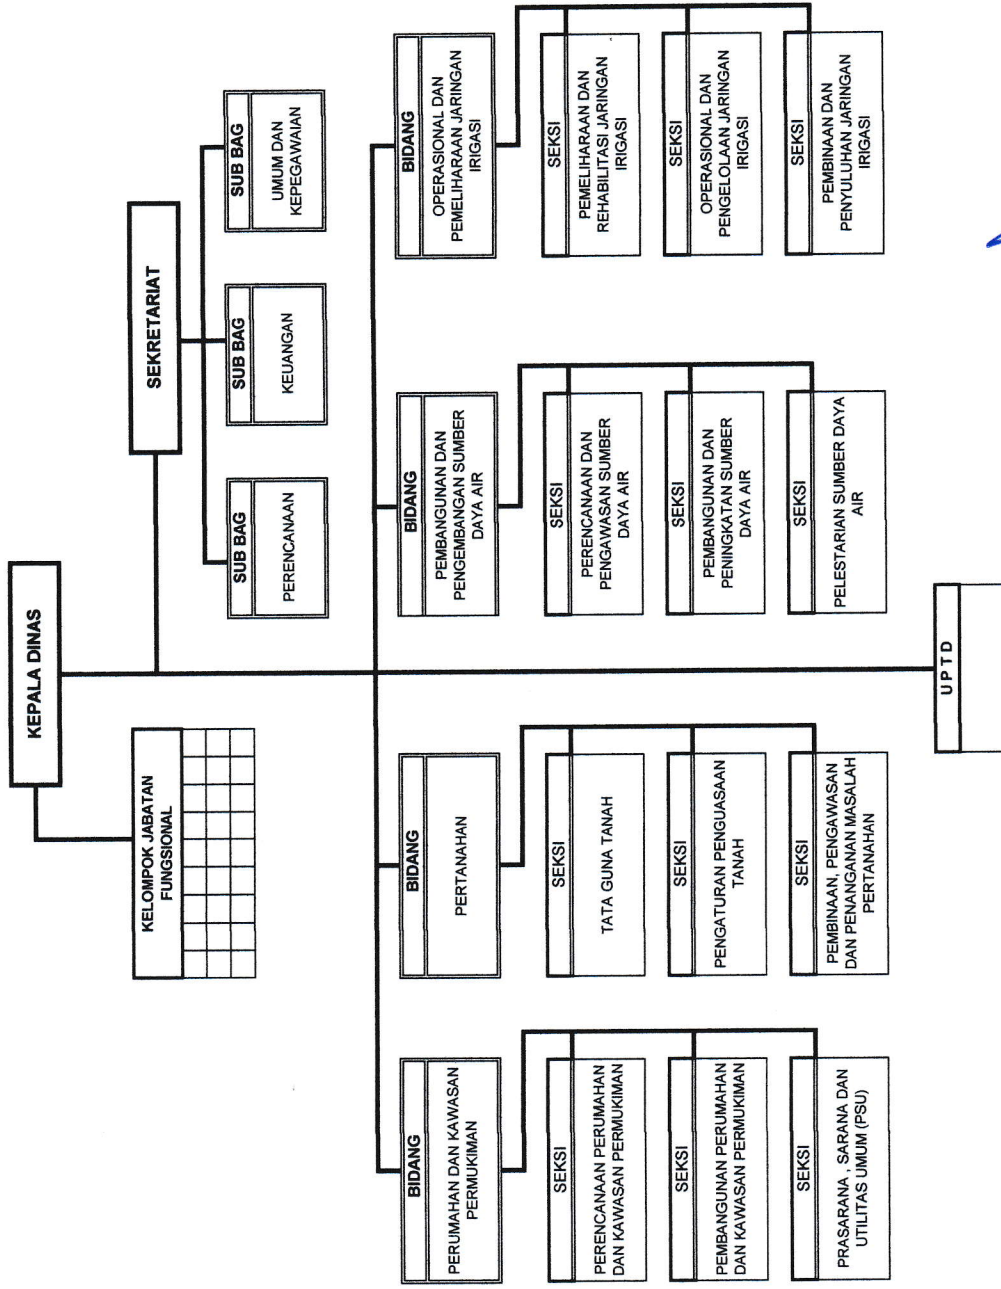 KEPALA DINAS
KELOMPOK JABATAN
FUNGSIONAL
SEKRETARIAT
SUB BAG
PERENCANAAN
SUB BAG
KEUANGAN
SUB BAG
UMUM DAN
KEPEGAWAIAN
BIDANG
PERUMAHAN DAN KAWASAN
PERMUKIMAN
SEKSI
PERENCANAAN PERUMAHAN
DAN KAWASAN PERMUKIMAN
SEKSI
PEMBANGUNAN PERUMAHAN
DAN KAWASAN PERMUKIMAN
SEKSI
PRASARANA , SARANA DAN
UTILITAS UMUM (PSU)
BIDANG
PERTANAHAN
SEKSI
TATA GUNA TANAH
SEKSI
PENGATURAN PENGUASAAN
TANAH
SEKSI
PEMBINAAN, PENGAWASAN
DAN PENANGANAN MASALAH
PERTANAHAN
BIDANG
PEMBANGUNAN DAN
PENGEMBANGAN SUMBER
DAYA AIR
SEKSI
PERENCANAAN DAN
PENGAWASAN SUMBER
DAYA AIR
SEKSI
PEMBANGUNAN DAN
PENINGKATAN SUMBER
DAYA AIR
SEKSI
PELESTARIAN SUMBER DAYA
AIR
BIDANG
OPERASIONAL DAN
PEMELIHARAAN JARINGAN
IRIGASI
SEKSI
PEMELIHARAAN DAN
REHABILITASI JARINGAN
IRIGASI
SEKSI
OPERASIONAL DAN
PENGELOLAAN JARINGAN
IRIGASI
SEKSI
PEMBINAAN DAN
PENYULUHAN JARINGAN
IRIGASI
U P T D